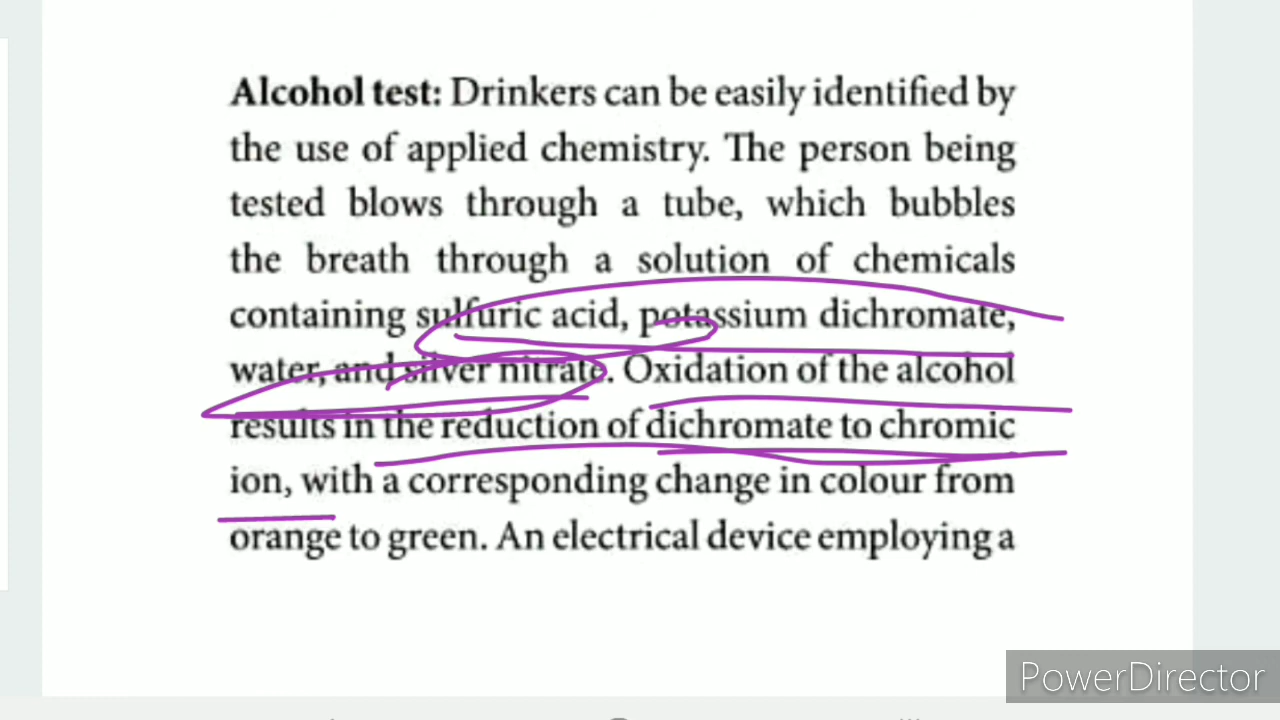 Alcohol test: Drinkers can be easily identified by
the use of applied chemistry. The person being
tested blows through a tube, which bubbles
the breath through a solution of chemicals
containing sulfuric acid, potassium dichromate,
water, and silver nitrate. Oxidation of the alcohol
results in the reduction of dichromate to chromic
ion, with a corresponding change in colour from
orange to green. An electrical device employing a
PowerDirector